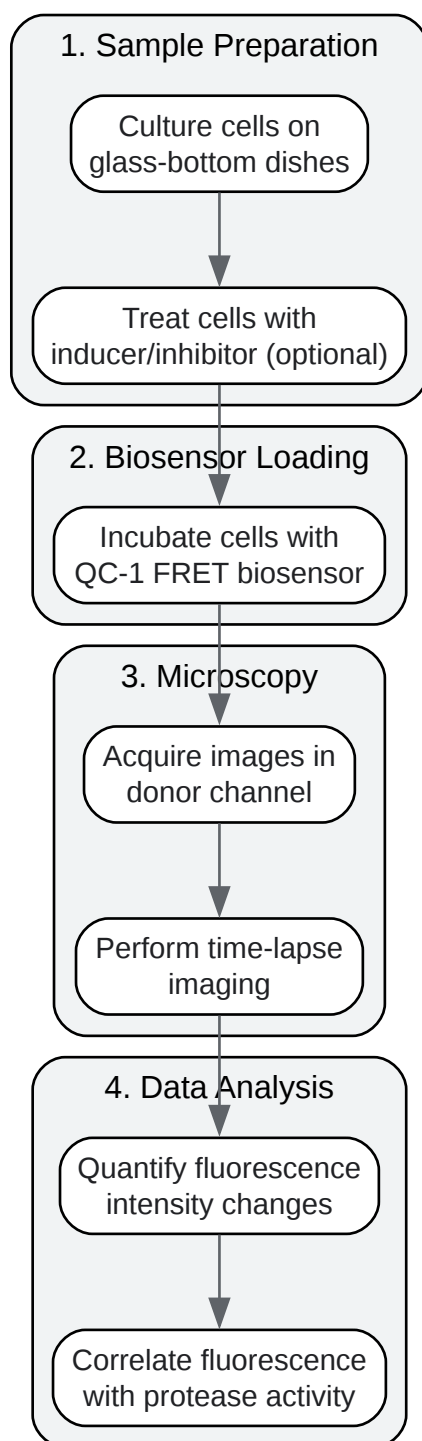 1. Sample Preparation
Culture cells on
glass-bottom dishes
Treat cells with
inducer/inhibitor (optional)
2. Biosensor Loading
Incubate cells with
QC-1 FRET biosensor
3. Microscopy
Acquire images in
donor channel
Perform time-lapse
imaging
4. Data Analysis
Quantify fluorescence
intensity changes
Correlate fluorescence
with protease activity